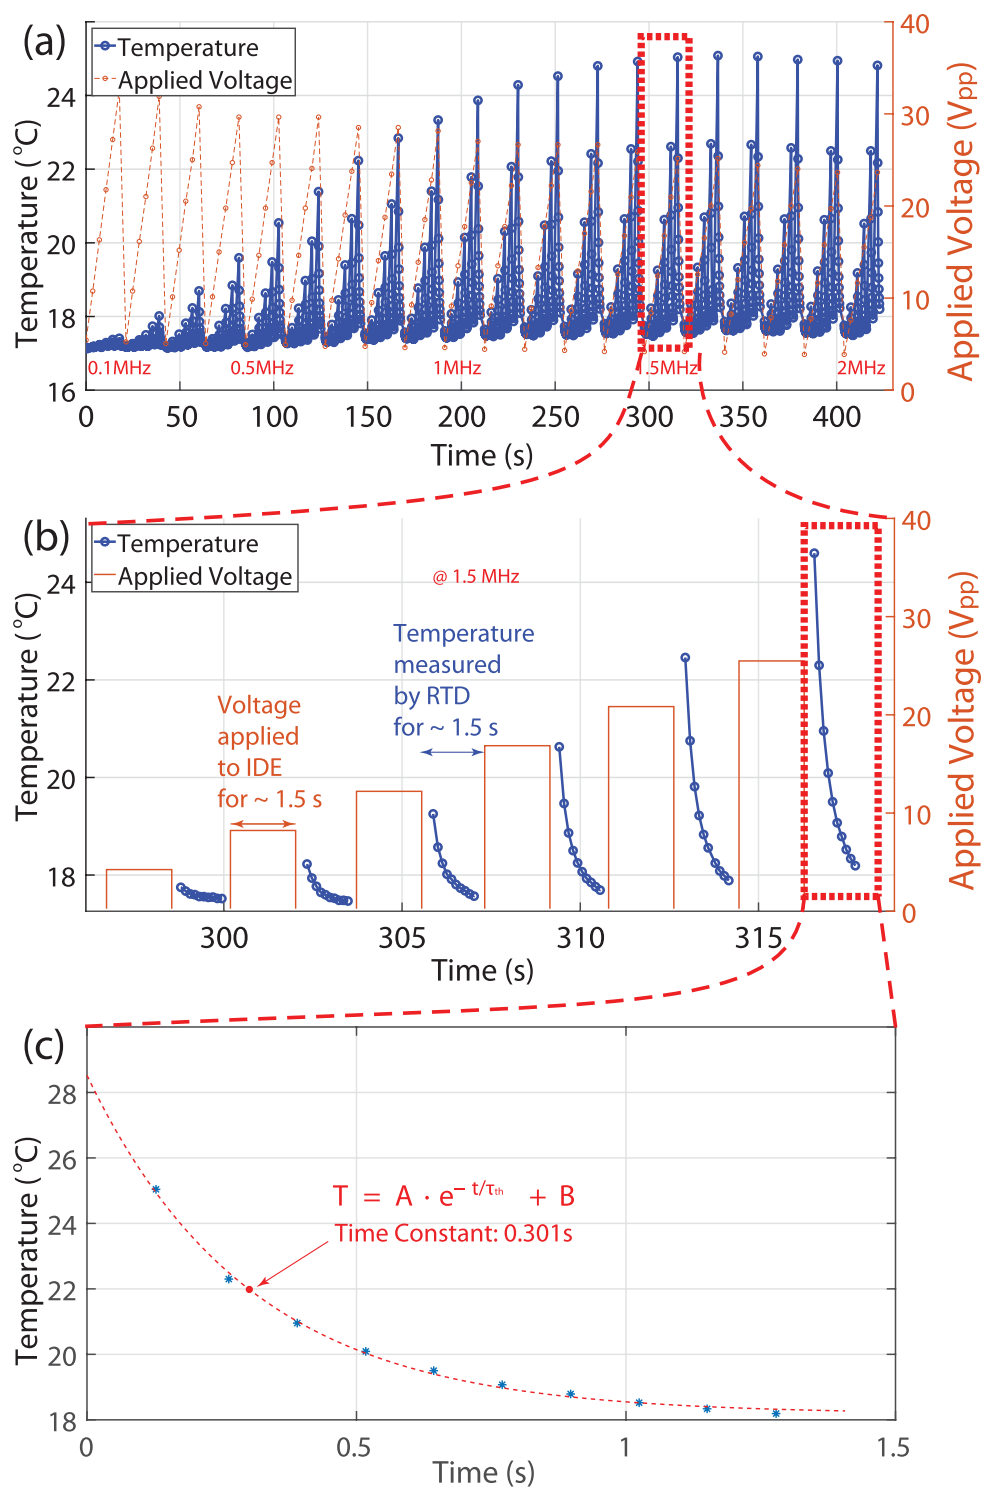 (a)
Temperature
Applied Voltage
Temperature (°C)
24
22
20
18
16
40
30
20
10
0
Applied Voltage (Vpp)
0.1MHz
0.5MHz
1MHz
1.5MHz
2MHz
0
50
100
150
200
250
300
350
400
Time (s)
(b)
Temperature
Applied Voltage
@ 1.5 MHz
Temperature (°C)
24
22
20
18
40
30
20
10
0
Applied Voltage (Vpp)
Temperature
measured
by RTD
for ~ 1.5 s
Voltage
applied
to IDE
for ~ 1.5 s
300
305
310
315
Time (s)
(c)
Temperature (°C)
28
26
24
22
20
18
T = A · e− t/τth + B
Time Constant: 0.301s
0
0.5
1
1.5
Time (s)